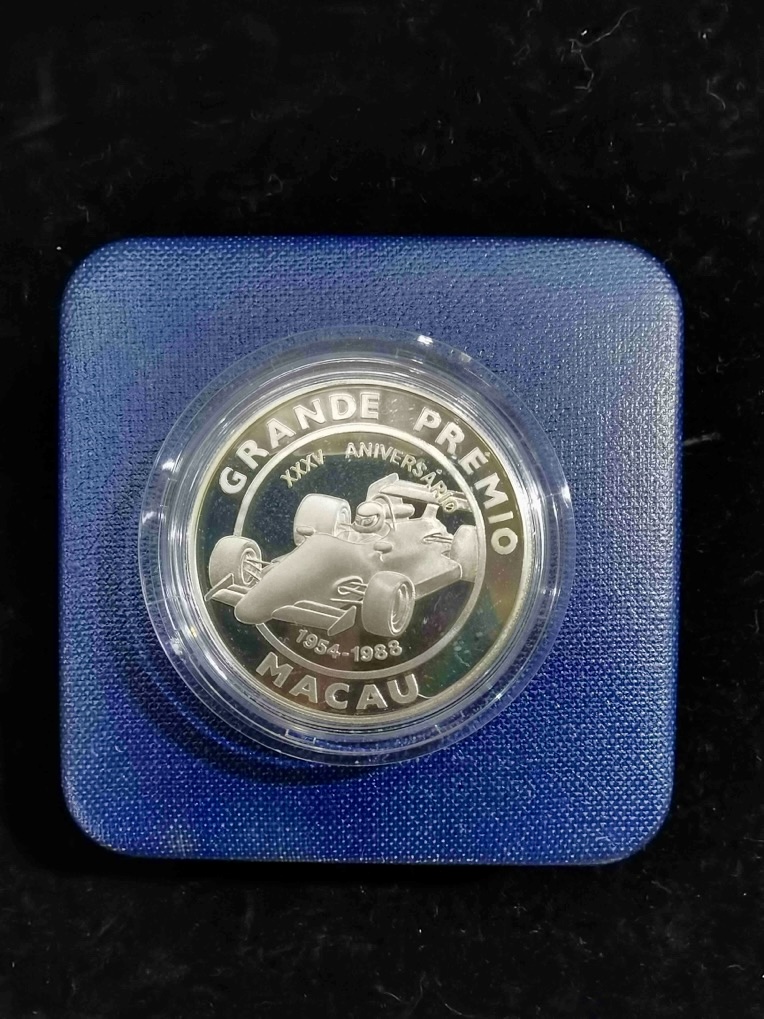 GRANDE PRÉMIO
XXXV ANIVERSÁRIO
1954-1988
MACAU